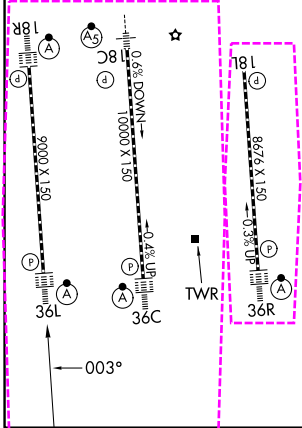 18R
A
A5
18C
P
P
0.6% DOWN
18L
P
9000 X 150
10000 X 150
8676 X 150
0.4% UP
0.3% UP
P
P
P
A
A
A
36L
36C
TWR
36R
003°